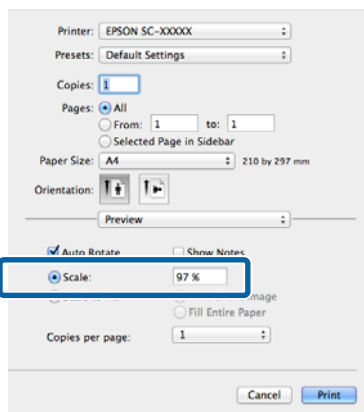 Printer: EPSON SC-XXXXX
Presets: Default Settings
Copies: 1
Pages: All
From: 1 to: 1
Selected Page in Sidebar
Paper Size: A4 210 by 297 mm
Orientation:
Preview
Auto Rotate Show Notes
Scale: 97 %
Fill Entire Paper
Copies per page: 1
Cancel Print